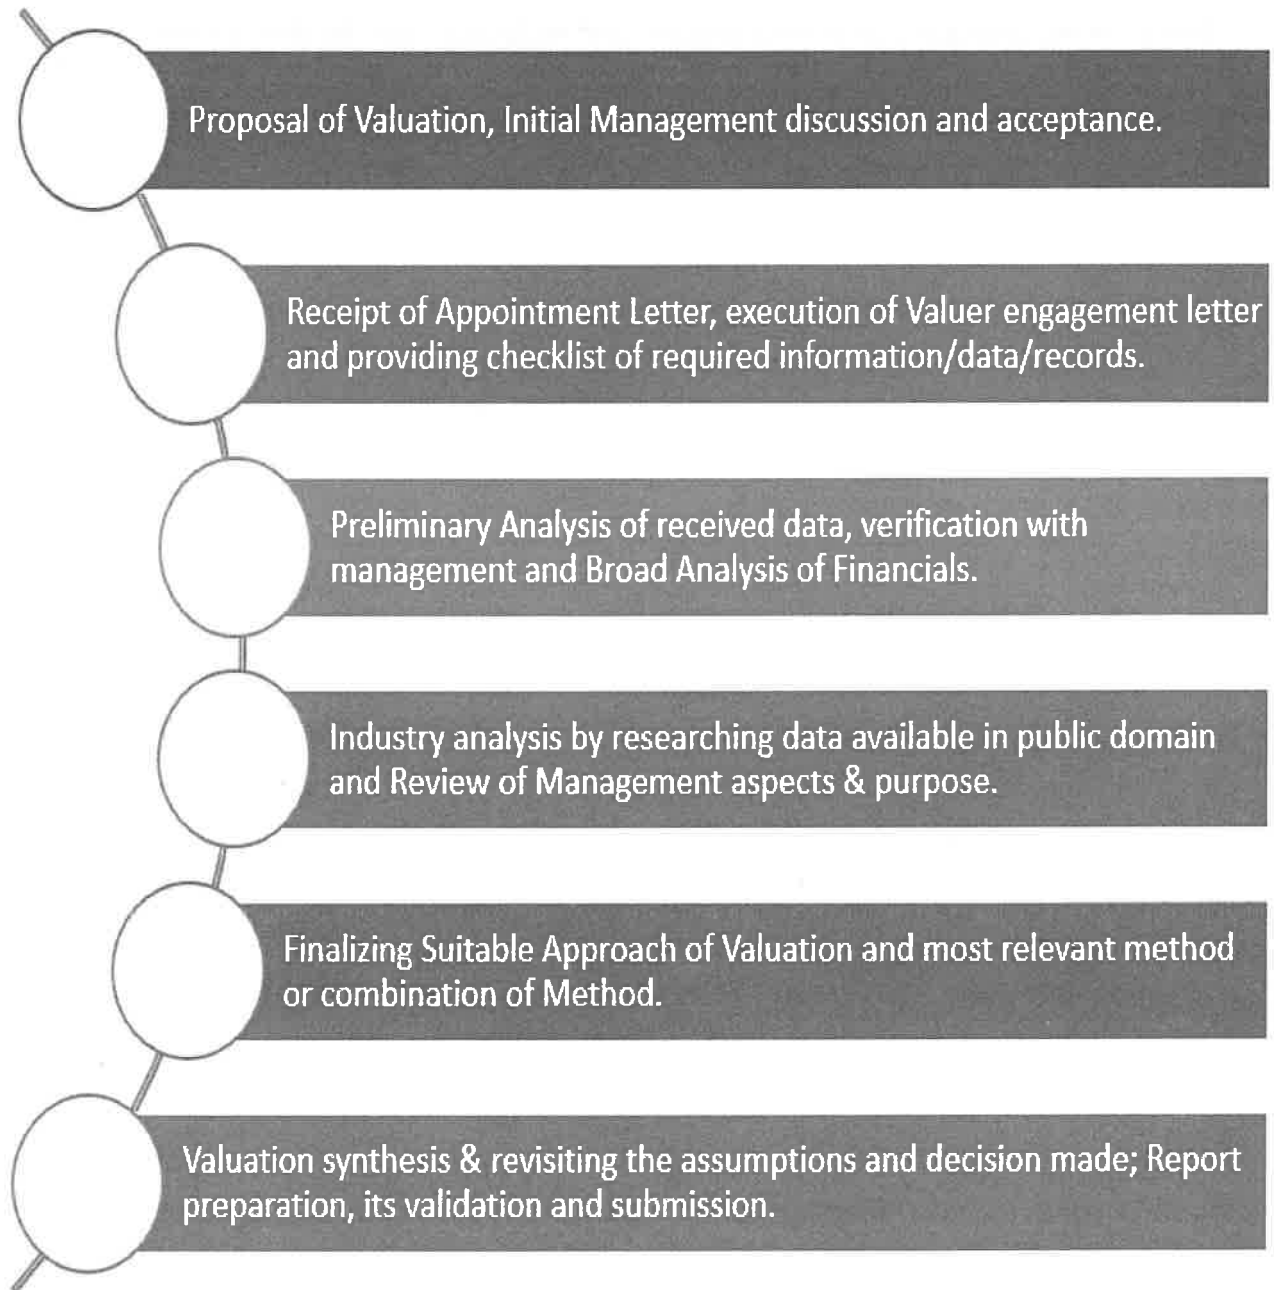 Proposal of Valuation, Initial Management discussion and acceptance.
Receipt of Appointment Letter, execution of Valuer engagement letter
and providing checklist of required information/data/records.
Preliminary Analysis of received data, verification with
management and Broad Analysis of Financials.
Industry analysis by researching data available in public domain
and Review of Management aspects & purpose.
Finalizing Suitable Approach of Valuation and most relevant method
or combination of Method.
Valuation synthesis & revisiting the assumptions and decision made; Report
preparation, its validation and submission.